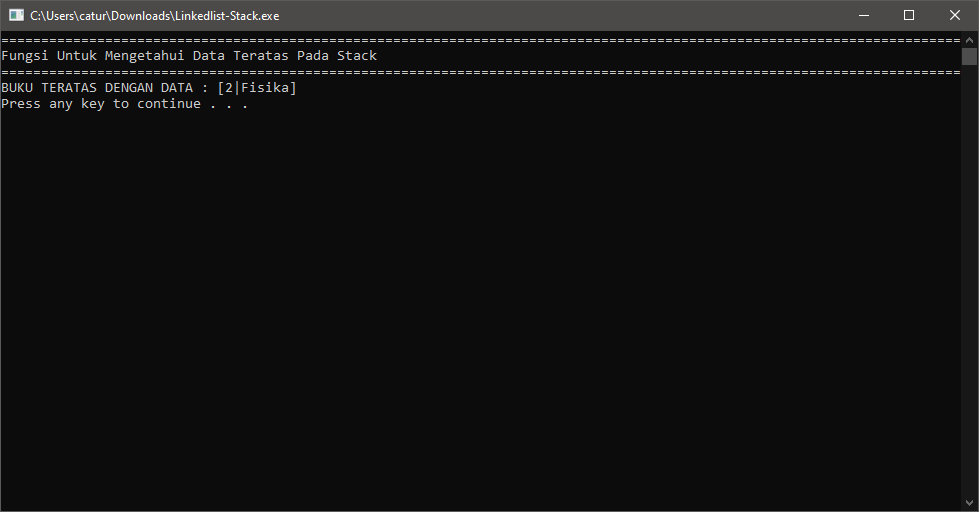 C:\Users\catur\Downloads\Linkedlist-Stack.exe
========================================================================================================================
Fungsi Untuk Mengetahui Data Teratas Pada Stack
========================================================================================================================
BUKU TERATAS DENGAN DATA : [2|Fisika]
Press any key to continue . . .